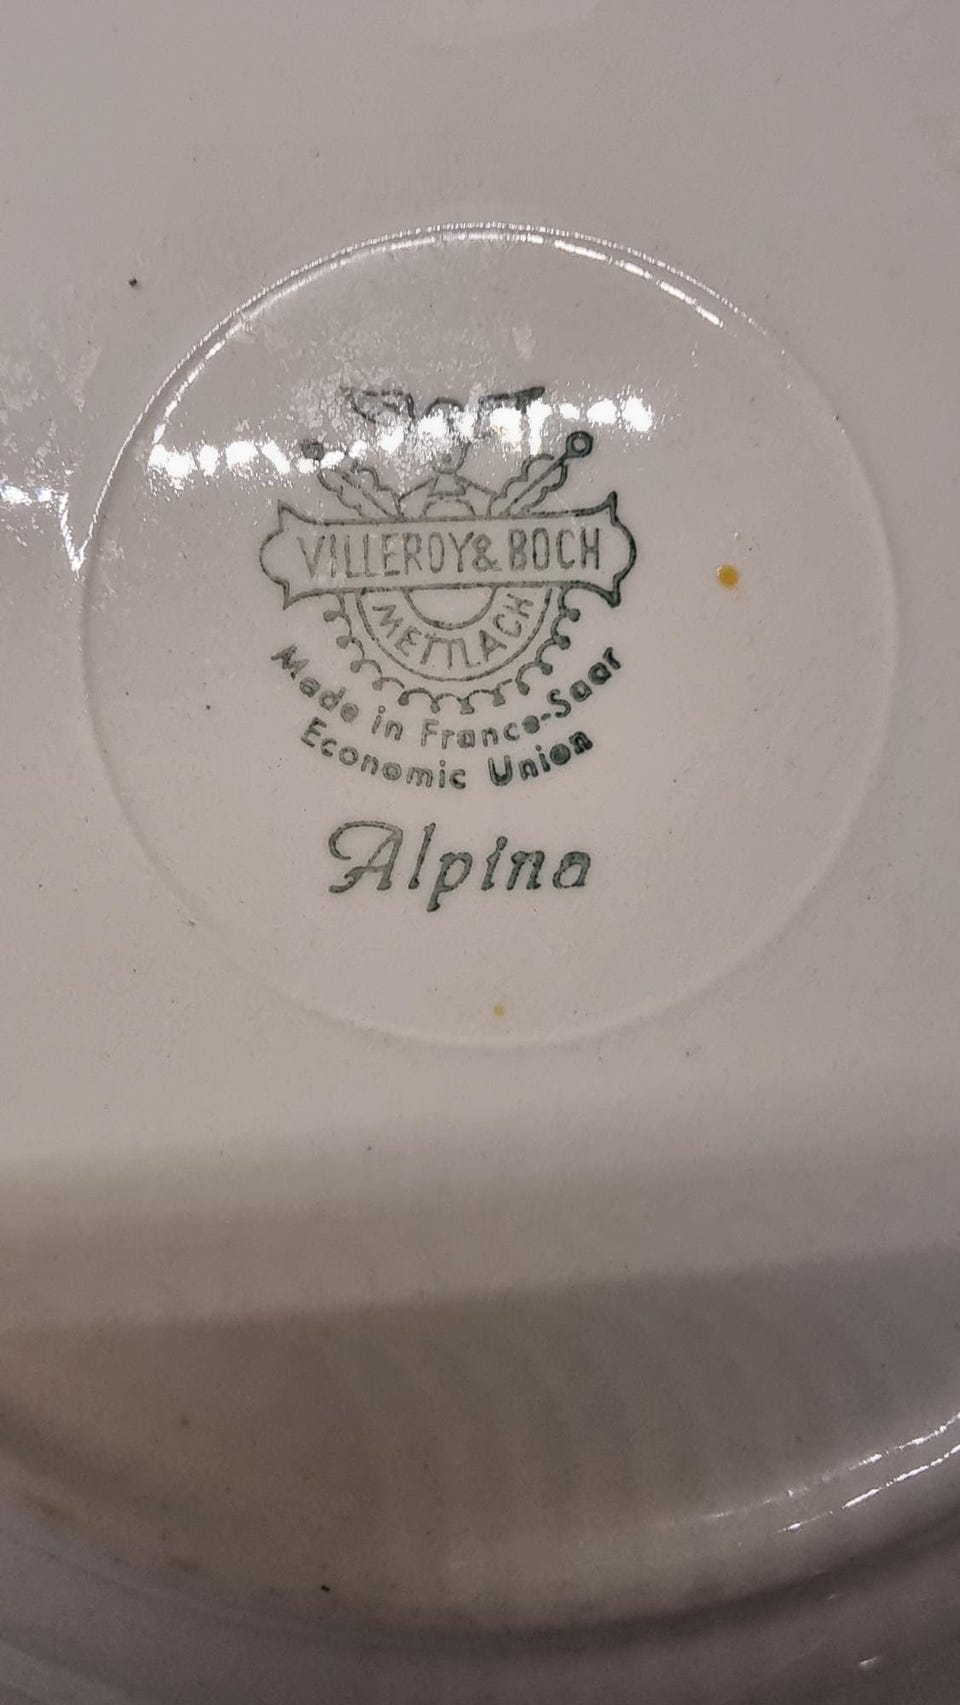 VILLEROY & BOCH
METTLACH
Made in France-Saar
Economic Union
Alpina